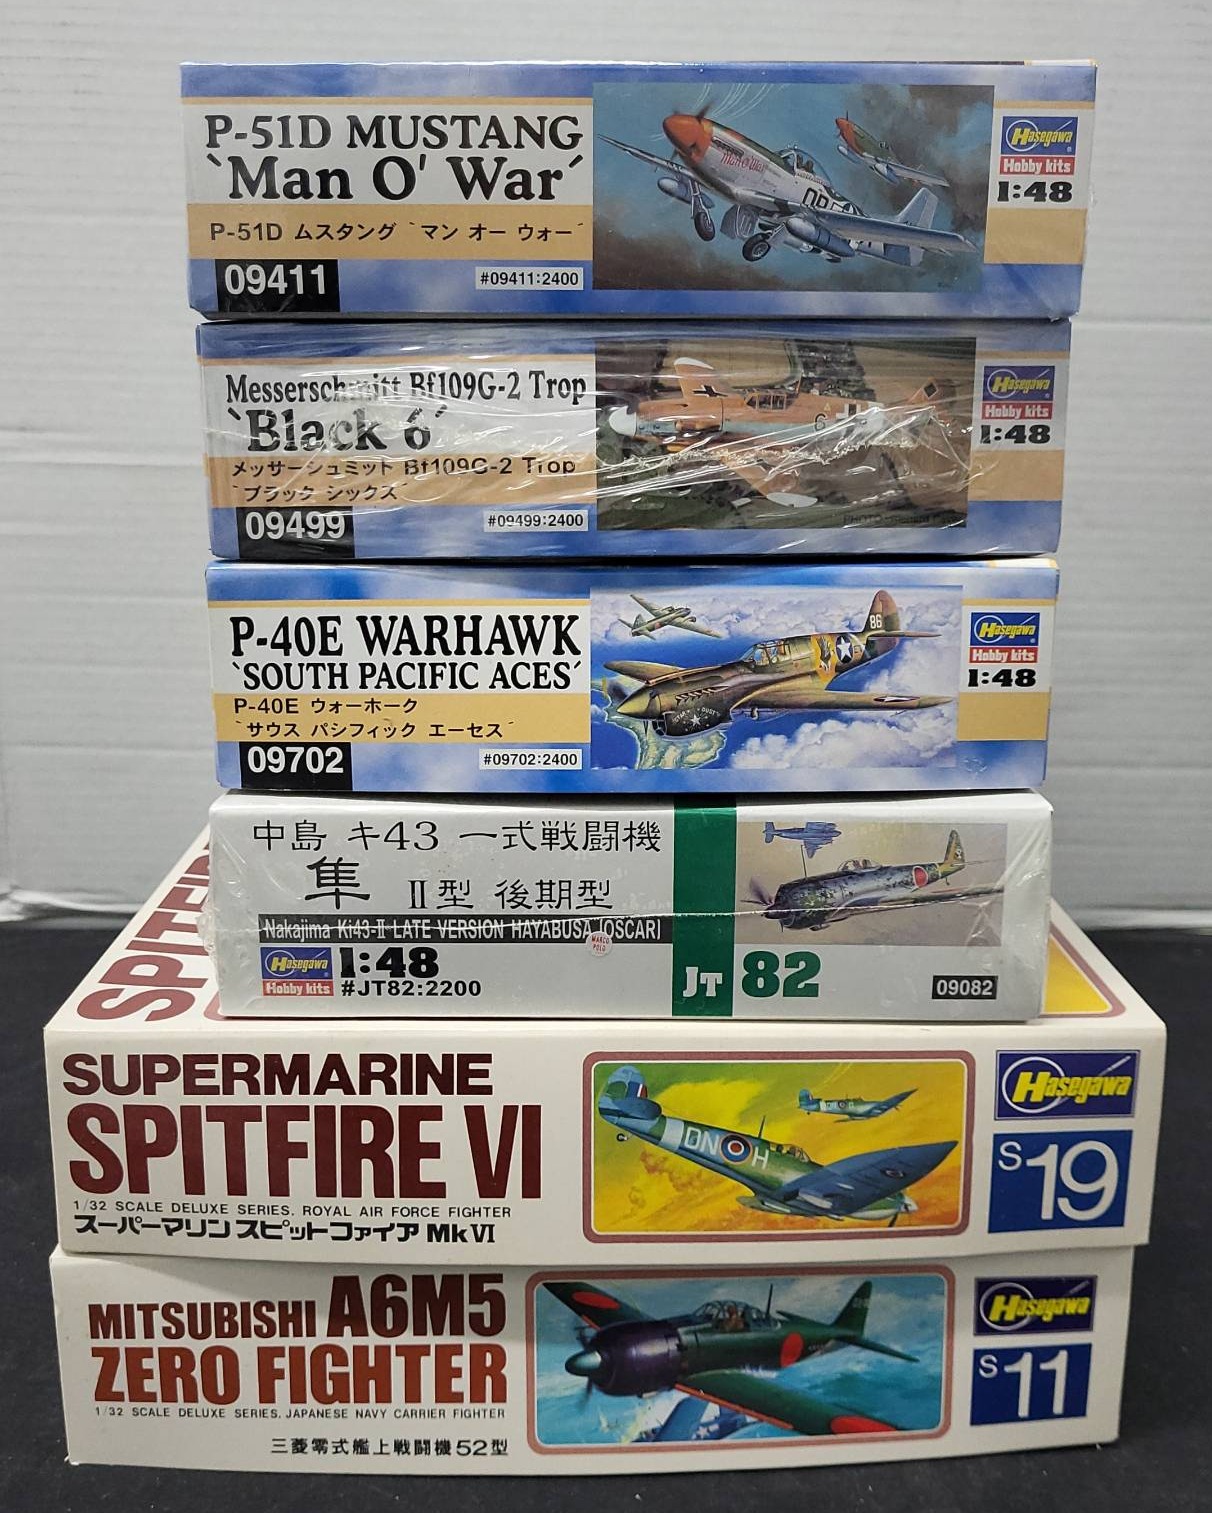 P-51D MUSTANG
`Man O' War´
P-51D ムスタング `マン オー ウォー´
09411
#09411:2400
Man O' War
Hasegawa
Hobby kits
1:48
Messerschmitt Bf109G-2 Trop
`Black 6´
メッサーシュミット Bf109G-2 Trop
`ブラック シックス´
09499
#09499:2400
6
Hasegawa
Hobby kits
1:48
P-40E WARHAWK
`SOUTH PACIFIC ACES´
P-40E ウォーホーク
`サウス パシフィック エーセス´
09702
#09702:2400
86
Hasegawa
Hobby kits
1:48
中島 キ43 一式戦闘機
隼 II型 後期型
Nakajima Ki43-II LATE VERSION HAYABUSA (OSCAR)
MARCO
POLO
Hasegawa
Hobby kits
1:48
#JT82:2200
JT 82
09082
SUPERMARINE
SPITFIRE VI
1/32 SCALE DELUXE SERIES. ROYAL AIR FORCE FIGHTER
スーパーマリン スピットファイア Mk VI
ON H
Hasegawa
S19
MITSUBISHI A6M5
ZERO FIGHTER
1/32 SCALE DELUXE SERIES. JAPANESE NAVY CARRIER FIGHTER
三菱零式艦上戦闘機52型
Hasegawa
S11